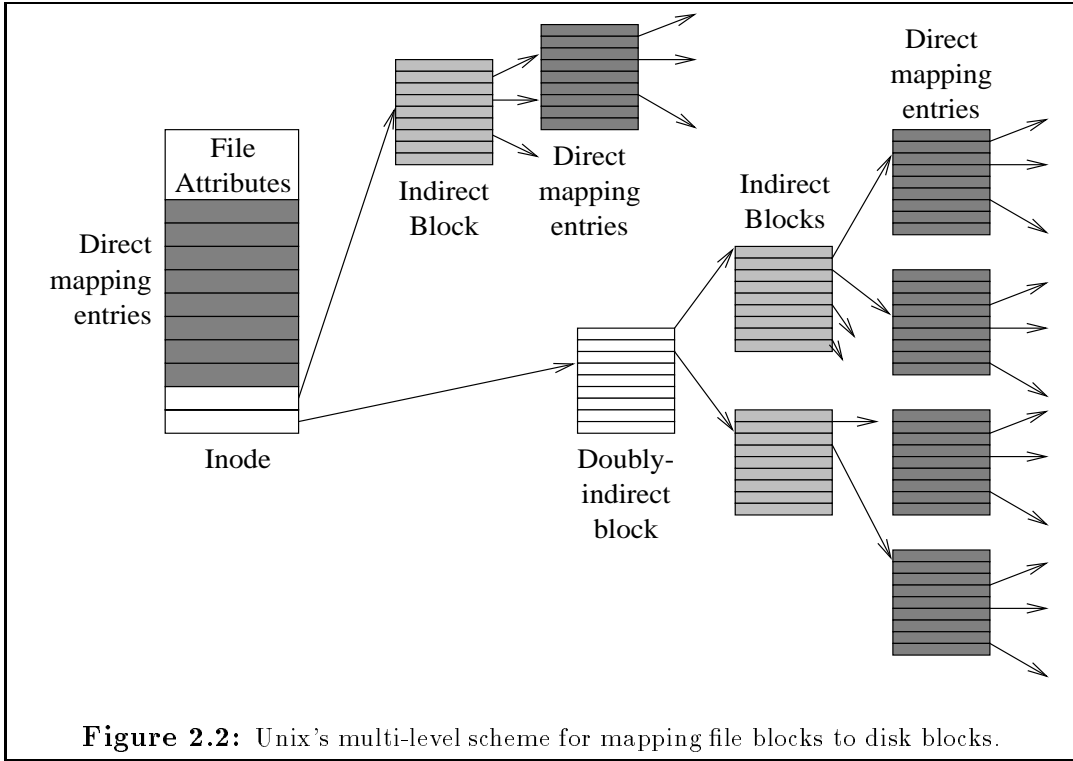 File
Attributes
Direct
mapping
entries
Inode
Indirect
Block
Direct
mapping
entries
Doubly-
indirect
block
Indirect
Blocks
Direct
mapping
entries
Figure 2.2: Unix's multi-level scheme for mapping file blocks to disk blocks.